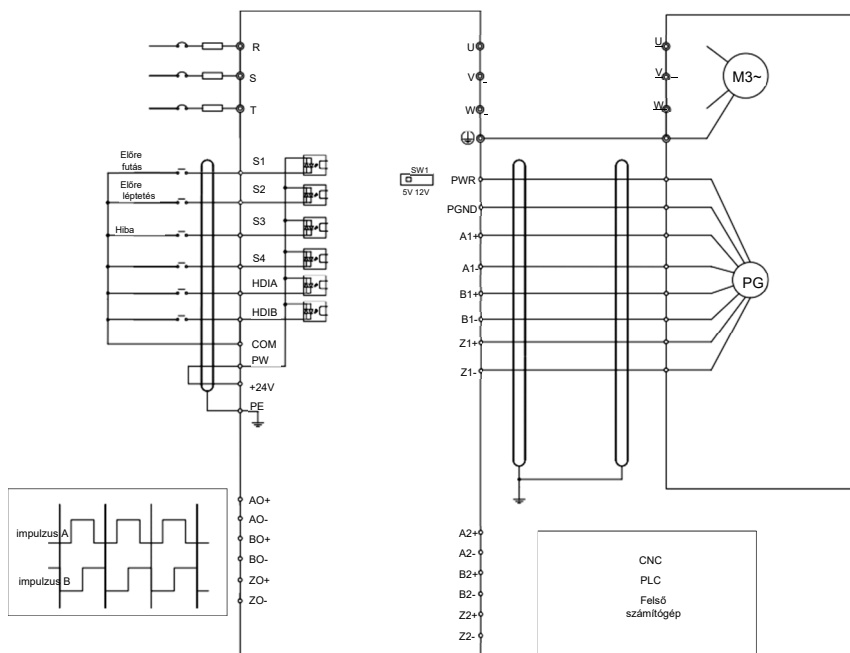 R
S
T
U
V
W
U
V
W
M3~
Előre
futás
Előre
léptetés
Hiba
S1
S2
S3
S4
HDIA
HDIB
COM
PW
+24V
PE
SW1
5V 12V
PWR
PGND
A1+
A1-
B1+
B1-
Z1+
Z1-
PG
impulzus A
impulzus B
AO+
AO-
BO+
BO-
ZO+
ZO-
A2+
A2-
B2+
B2-
Z2+
Z2-
CNC
PLC
Felső
számítógép